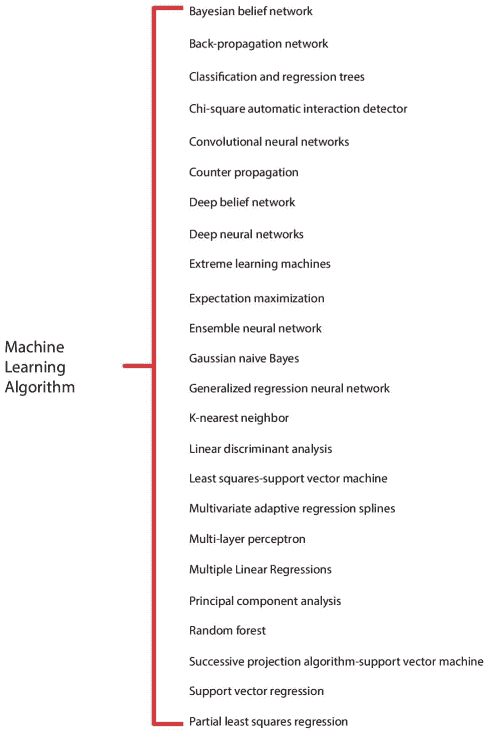 Machine
Learning
Algorithm
Bayesian belief network
Back-propagation network
Classification and regression trees
Chi-square automatic interaction detector
Convolutional neural networks
Counter propagation
Deep belief network
Deep neural networks
Extreme learning machines
Expectation maximization
Ensemble neural network
Gaussian naive Bayes
Generalized regression neural network
K-nearest neighbor
Linear discriminant analysis
Least squares-support vector machine
Multivariate adaptive regression splines
Multi-layer perceptron
Multiple Linear Regressions
Principal component analysis
Random forest
Successive projection algorithm-support vector machine
Support vector regression
Partial least squares regression